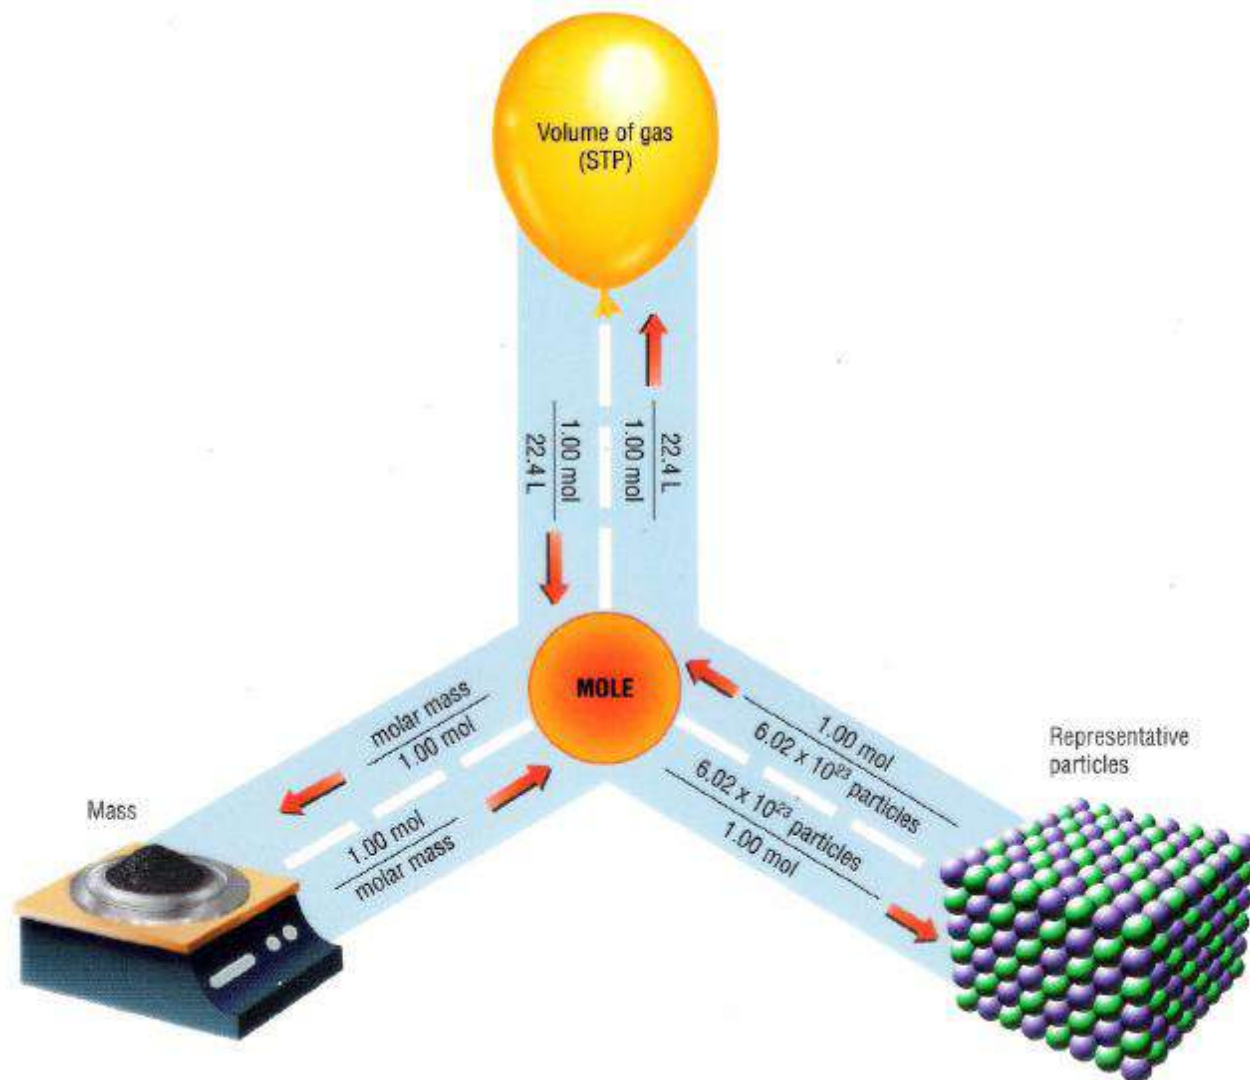 Volume of gas
(STP)
1.00 mol
22.4 L
22.4 L
1.00 mol
MOLE
molar mass
1.00 mol
1.00 mol
6.02 x 10²³ particles
Representative
particles
6.02 x 10²³ particles
1.00 mol
Mass
1.00 mol
molar mass